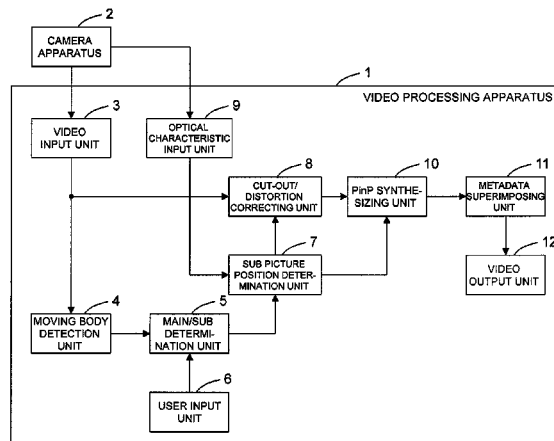 2
CAMERA
APPARATUS
1
VIDEO PROCESSING APPARATUS
3
VIDEO
INPUT UNIT
9
OPTICAL
CHARACTERISTIC
INPUT UNIT
8
CUT-OUT/
DISTORTION
CORRECTING UNIT
10
PinP SYNTHE-
SIZING UNIT
11
METADATA
SUPERIMPOSING
UNIT
12
VIDEO
OUTPUT UNIT
7
SUB PICTURE
POSITION DETER-
MINATION UNIT
4
MOVING BODY
DETECTION
UNIT
5
MAIN/SUB
DETERMI-
NATION UNIT
6
USER INPUT
UNIT